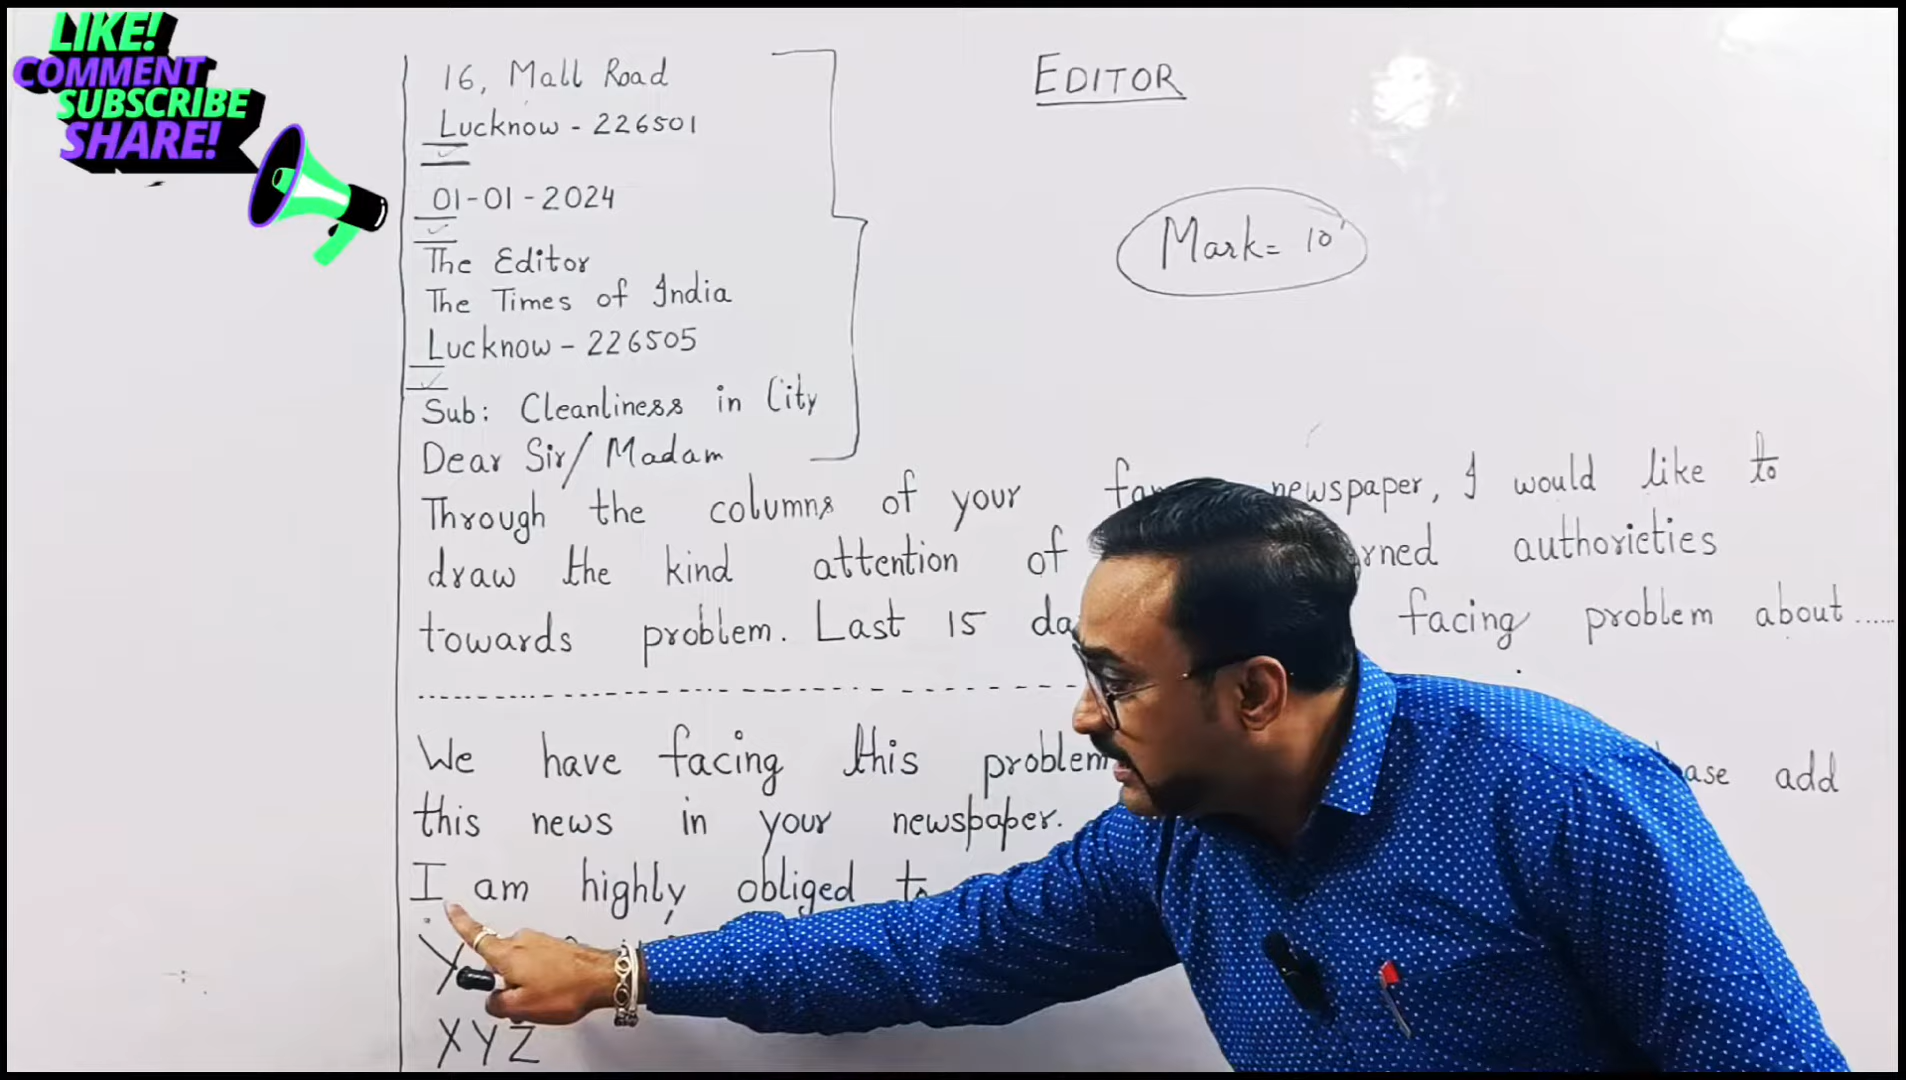 LIKE!
COMMENT
SUBSCRIBE
SHARE!
EDITOR
Mark = 10
16, Mall Road
Lucknow - 226501
01-01-2024
The Editor
The Times of India
Lucknow - 226505
Sub: Cleanliness in City
Dear Sir/Madam
Through the columns of your newspaper, I would like to
draw the kind attention of authorieties
towards problem. Last 15 facing problem about......
We have facing this problem add
this news in your newspaper.
I am highly obliged
XYZ